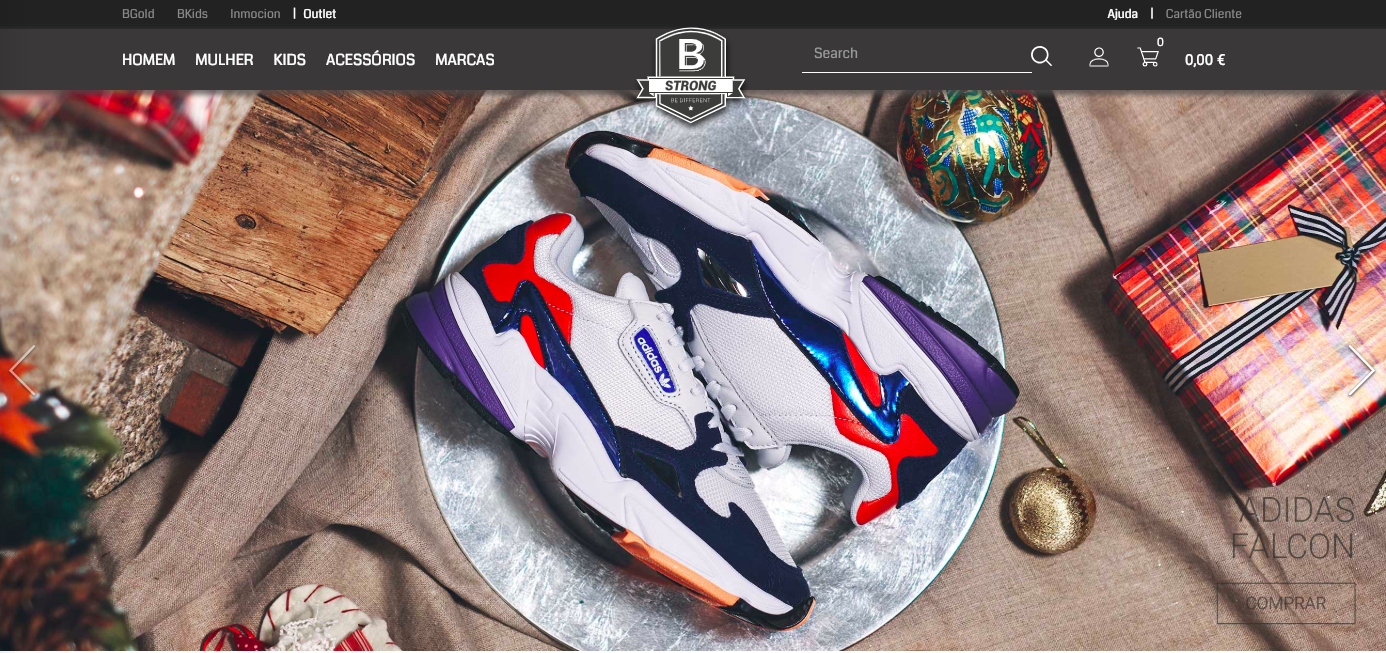 BGold BKids Inmocion | Outlet
Ajuda | Cartão Cliente
HOMEM MULHER KIDS ACESSÓRIOS MARCAS
B
STRONG
BE DIFFERENT
Search
0
0,00 €
adidas
ADIDAS
FALCON
COMPRAR